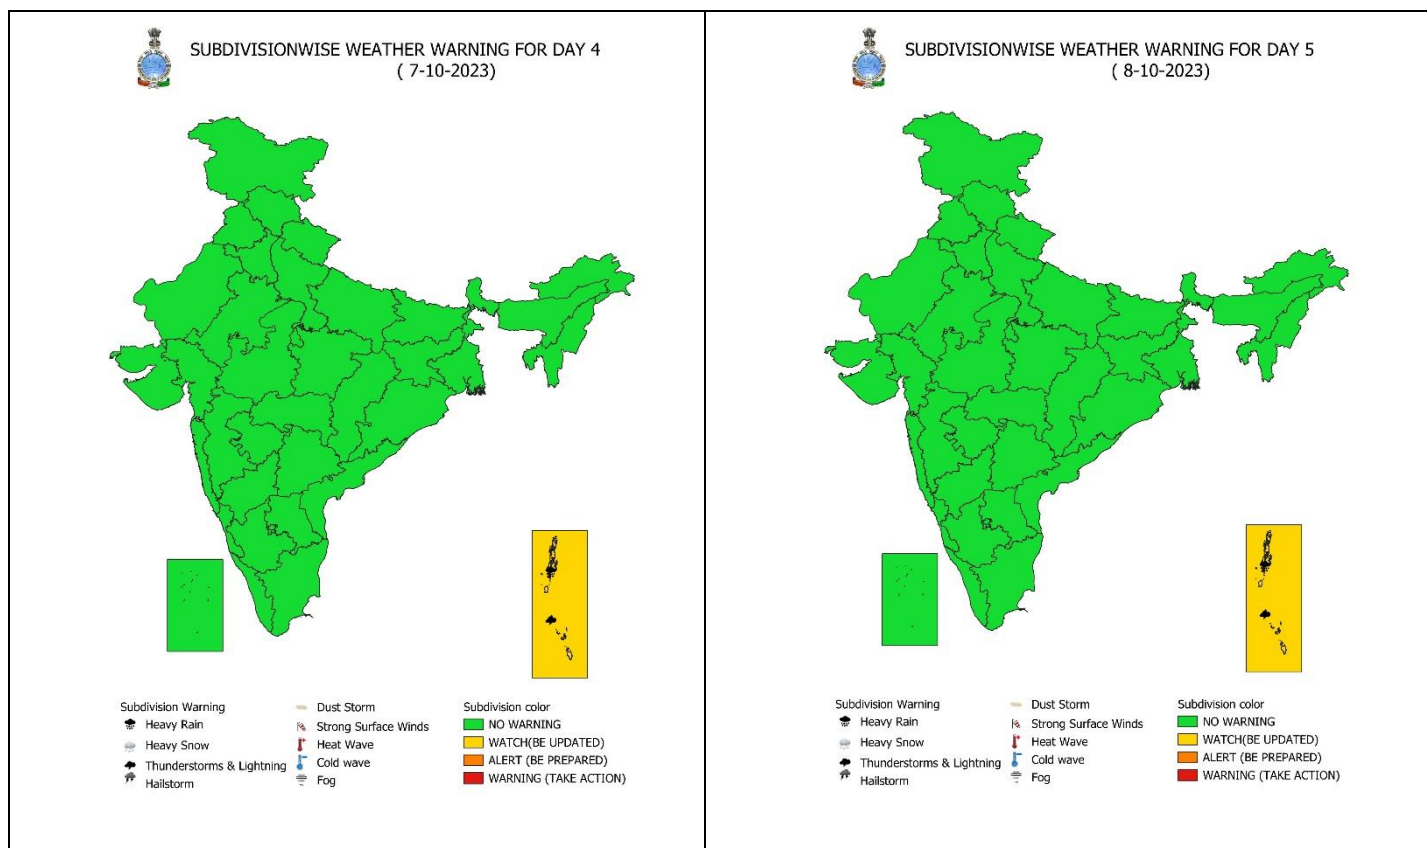 SUBDIVISIONWISE WEATHER WARNING FOR DAY 4
( 7-10-2023)
Subdivision Warning
Heavy Rain
Heavy Snow
Thunderstorms & Lightning
Hailstorm
Dust Storm
Strong Surface Winds
Heat Wave
Cold wave
Fog
Subdivision color
NO WARNING
WATCH(BE UPDATED)
ALERT (BE PREPARED)
WARNING (TAKE ACTION)
SUBDIVISIONWISE WEATHER WARNING FOR DAY 5
( 8-10-2023)
Subdivision Warning
Heavy Rain
Heavy Snow
Thunderstorms & Lightning
Hailstorm
Dust Storm
Strong Surface Winds
Heat Wave
Cold wave
Fog
Subdivision color
NO WARNING
WATCH(BE UPDATED)
ALERT (BE PREPARED)
WARNING (TAKE ACTION)